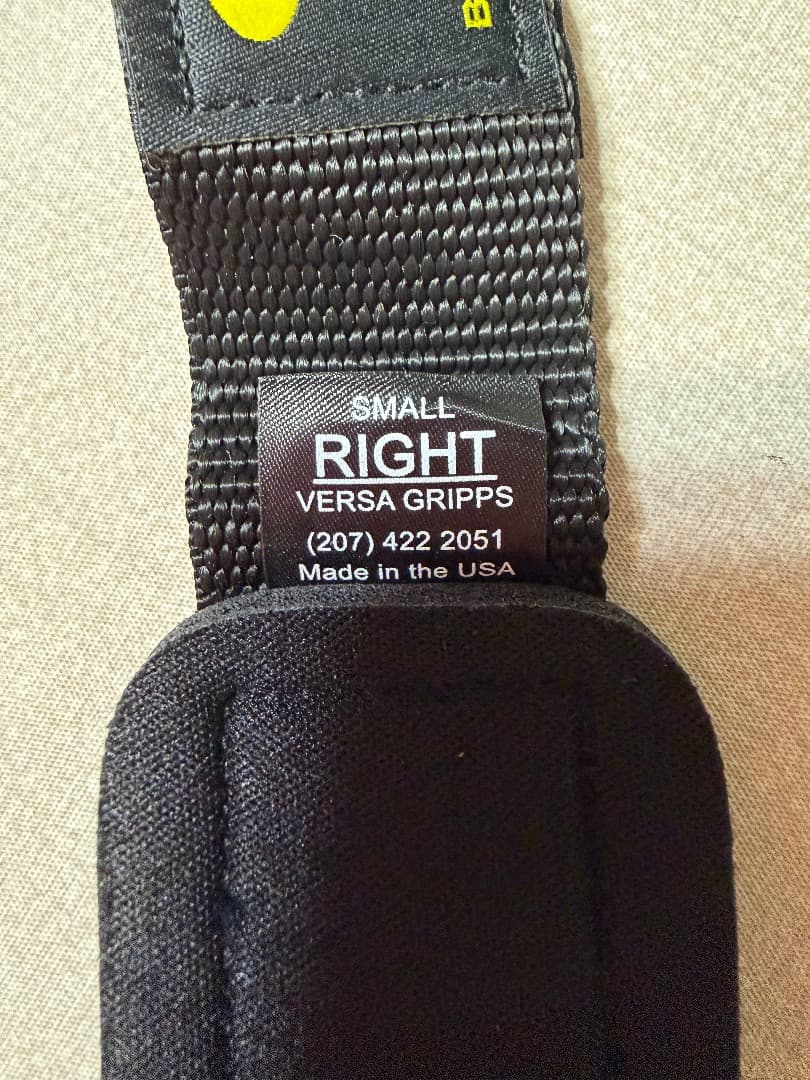 SMALL
RIGHT
VERSA GRIPPS
(207) 422 2051
Made in the USA